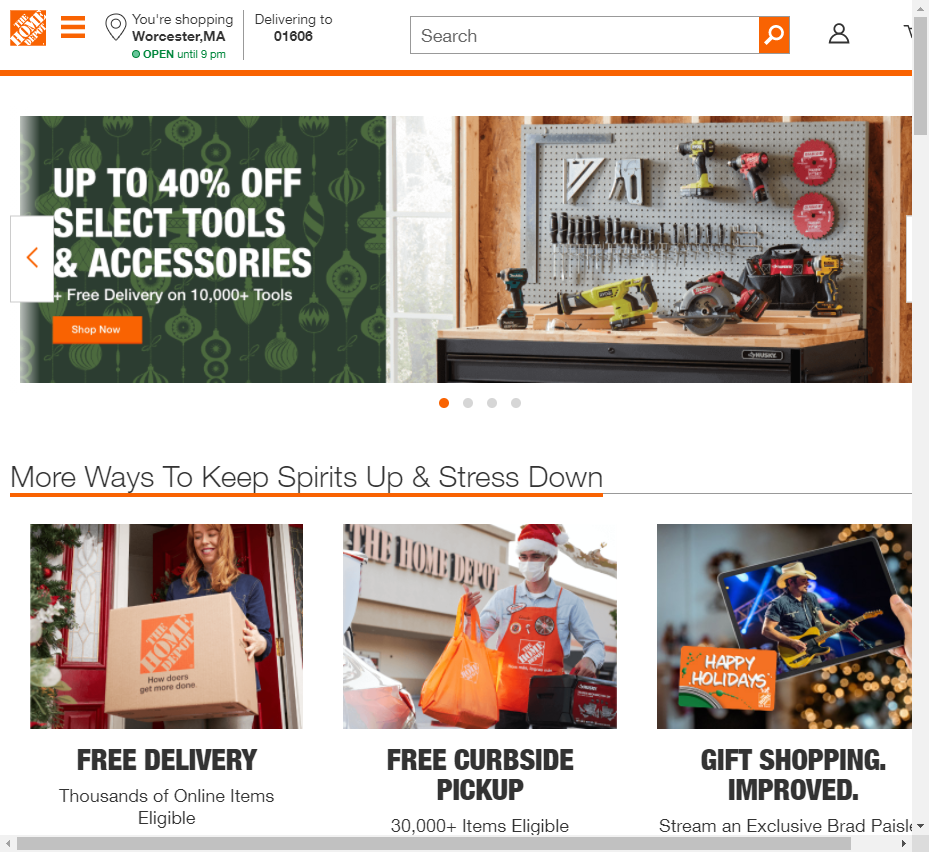 THE HOME DEPOT
You're shopping
Worcester,MA
OPEN until 9 pm
Delivering to
01606
Search
UP TO 40% OFF
SELECT TOOLS
& ACCESSORIES
+ Free Delivery on 10,000+ Tools
Shop Now
HUSKY
More Ways To Keep Spirits Up & Stress Down
THE HOME DEPOT
How doers
get more done.
THE HOME DEPOT
THE HOME DEPOT
HAPPY
HOLIDAYS
FREE DELIVERY
Thousands of Online Items
Eligible
FREE CURBSIDE
PICKUP
30,000+ Items Eligible
GIFT SHOPPING.
IMPROVED.
Stream an Exclusive Brad Paisle